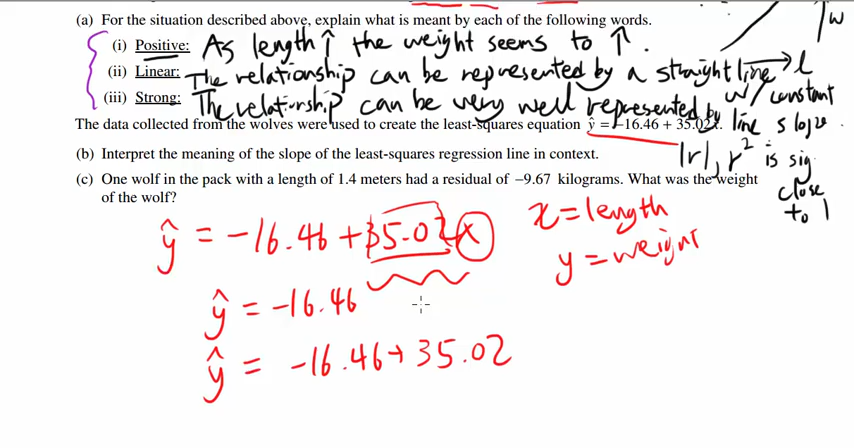 (a) For the situation described above, explain what is meant by each of the following words.
(i) Positive: As length ↑ the weight seems to ↑.
(ii) Linear: The relationship can be represented by a straight line → l
(iii) Strong: The relationship can be very well represented by line
w
w/ constant slope
|r|, r² is sig close to 1
The data collected from the wolves were used to create the least-squares equation ŷ = −16.46 + 35.02x.
(b) Interpret the meaning of the slope of the least-squares regression line in context.
(c) One wolf in the pack with a length of 1.4 meters had a residual of −9.67 kilograms. What was the weight
of the wolf?
ŷ = -16.46 + 35.02 x
x = length
y = weight
ŷ = -16.46
ŷ = -16.46 + 35.02